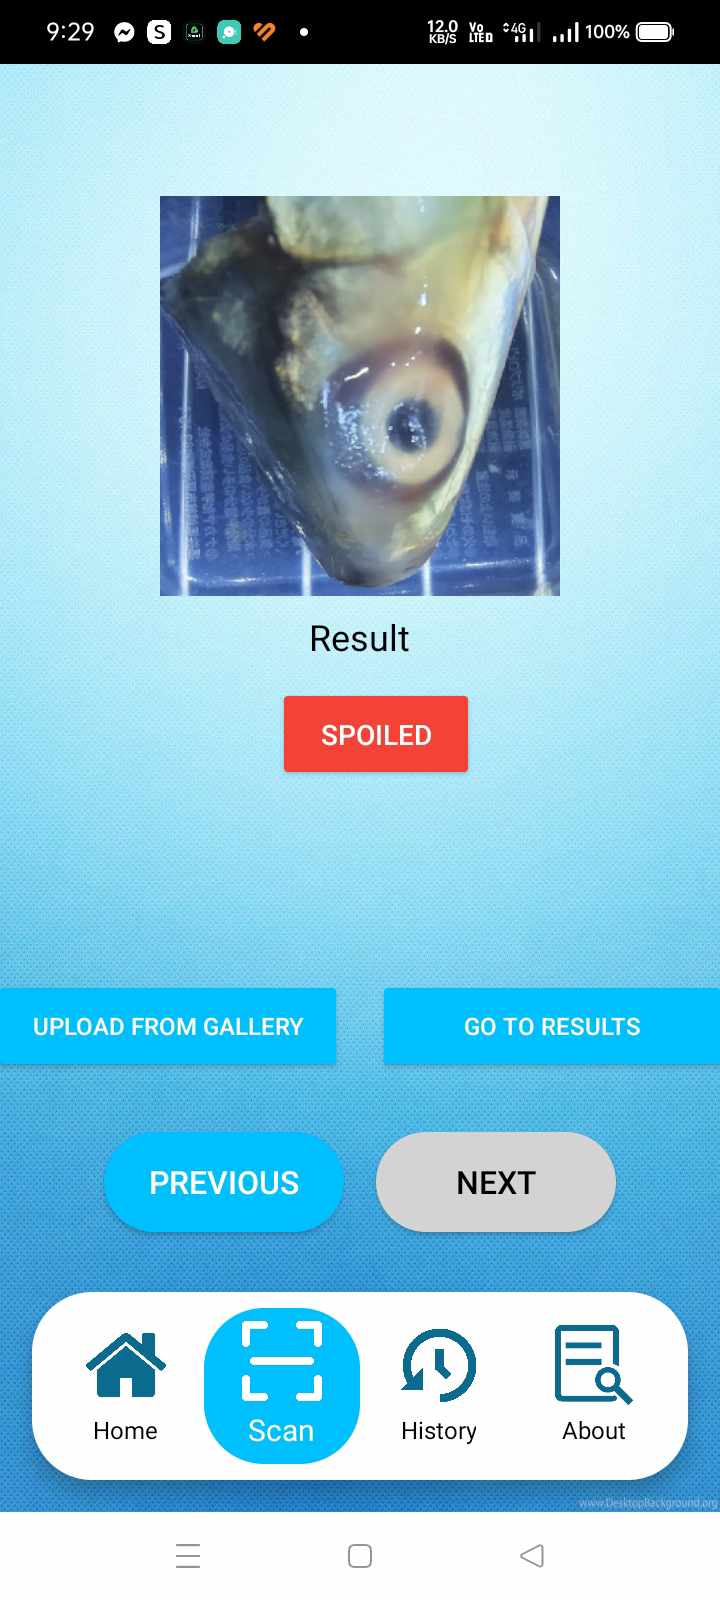 9:29 S 12.0 KB/S Vo LTED 4G 100%
Result
SPOILED
UPLOAD FROM GALLERY GO TO RESULTS
PREVIOUS NEXT
Home Scan History About
www.DesktopBackground.org